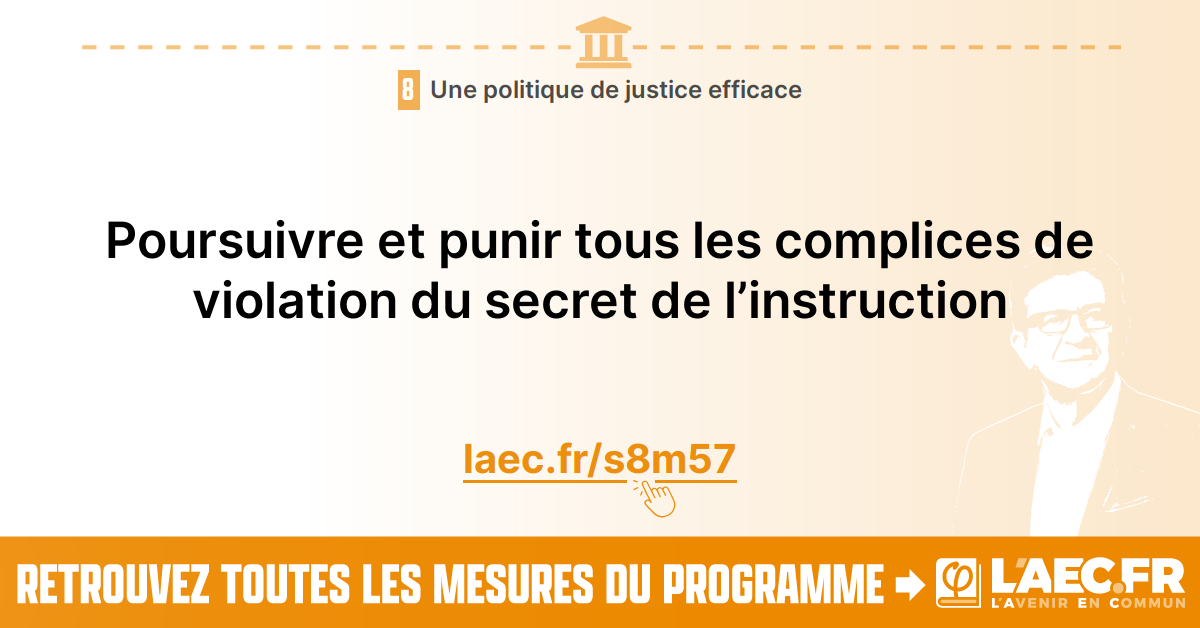 8 Une politique de justice efficace
Poursuivre et punir tous les complices de
violation du secret de l’instruction
laec.fr/s8m57
RETROUVEZ TOUTES LES MESURES DU PROGRAMME
φ L'AEC.FR
L'AVENIR EN COMMUN